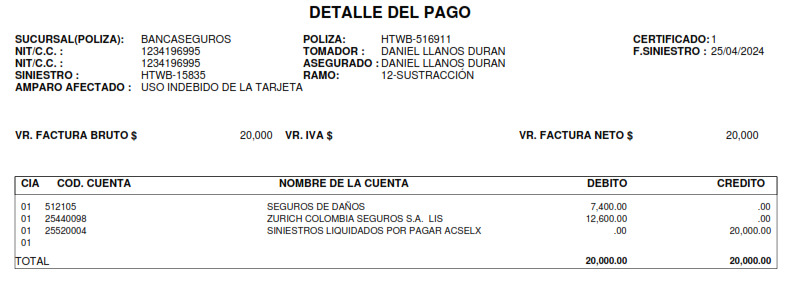 DETALLE DEL PAGO
SUCURSAL(POLIZA): BANCASEGUROS POLIZA: HTWB-516911 CERTIFICADO: 1
NIT/C.C. : 1234196995 TOMADOR : DANIEL LLANOS DURAN F.SINIESTRO : 25/04/2024
NIT/C.C. : 1234196995 ASEGURADO : DANIEL LLANOS DURAN
SINIESTRO : HTWB-15835 RAMO: 12-SUSTRACCIÓN
AMPARO AFECTADO : USO INDEBIDO DE LA TARJETA
VR. FACTURA BRUTO $ 20,000 VR. IVA $ VR. FACTURA NETO $ 20,000
CIA COD. CUENTA NOMBRE DE LA CUENTA DEBITO CREDITO
01 512105 SEGUROS DE DAÑOS 7,400.00 .00
01 25440098 ZURICH COLOMBIA SEGUROS S.A. LIS 12,600.00 .00
01 25520004 SINIESTROS LIQUIDADOS POR PAGAR ACSELX .00 20,000.00
01
TOTAL 20,000.00 20,000.00